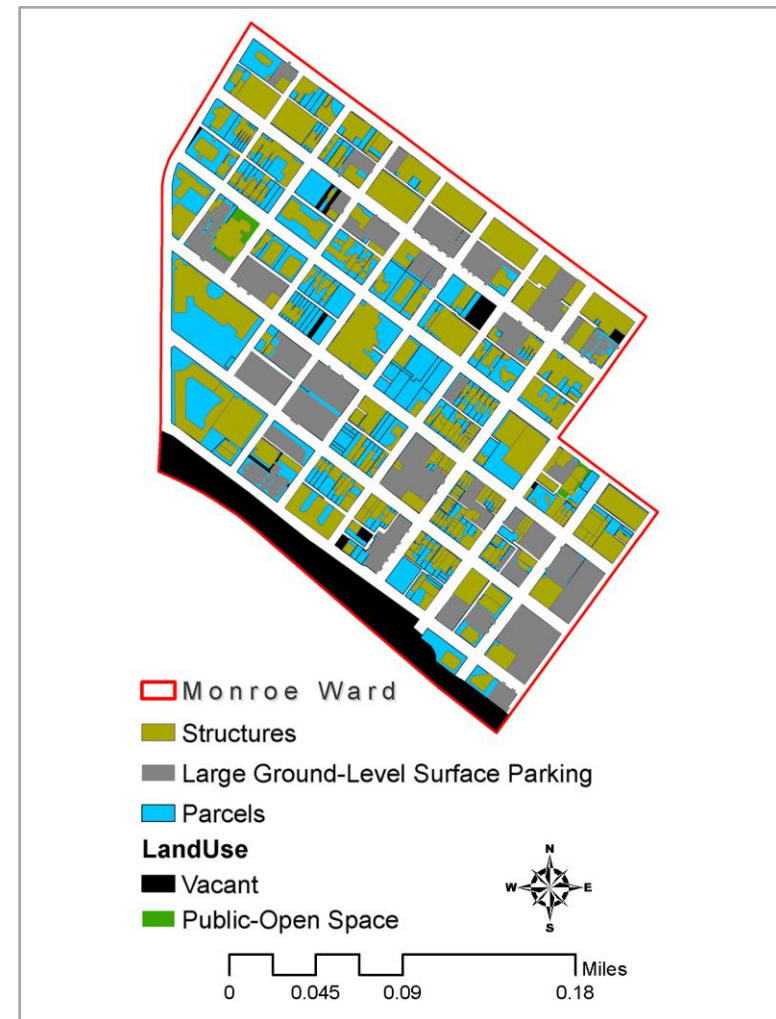 Monroe Ward
Structures
Large Ground-Level Surface Parking
Parcels
LandUse
Vacant
Public-Open Space
N
W E
S
Miles
0 0.045 0.09 0.18